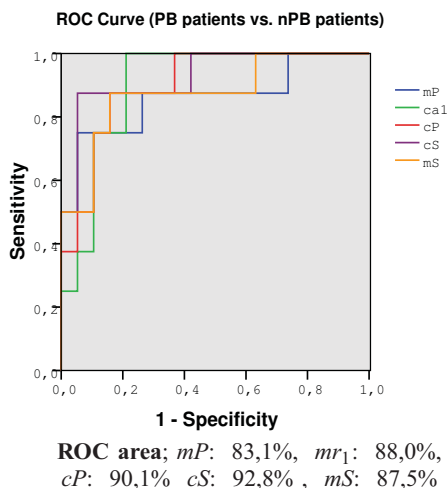 ROC Curve (PB patients vs. nPB patients)
1,0
0,8
0,6
0,4
0,2
0,0
Sensitivity
0,0 0,2 0,4 0,6 0,8 1,0
1 - Specificity
mP
ca1
cP
cS
mS
ROC area; mP: 83,1%, mr₁: 88,0%,
cP: 90,1% cS: 92,8% , mS: 87,5%